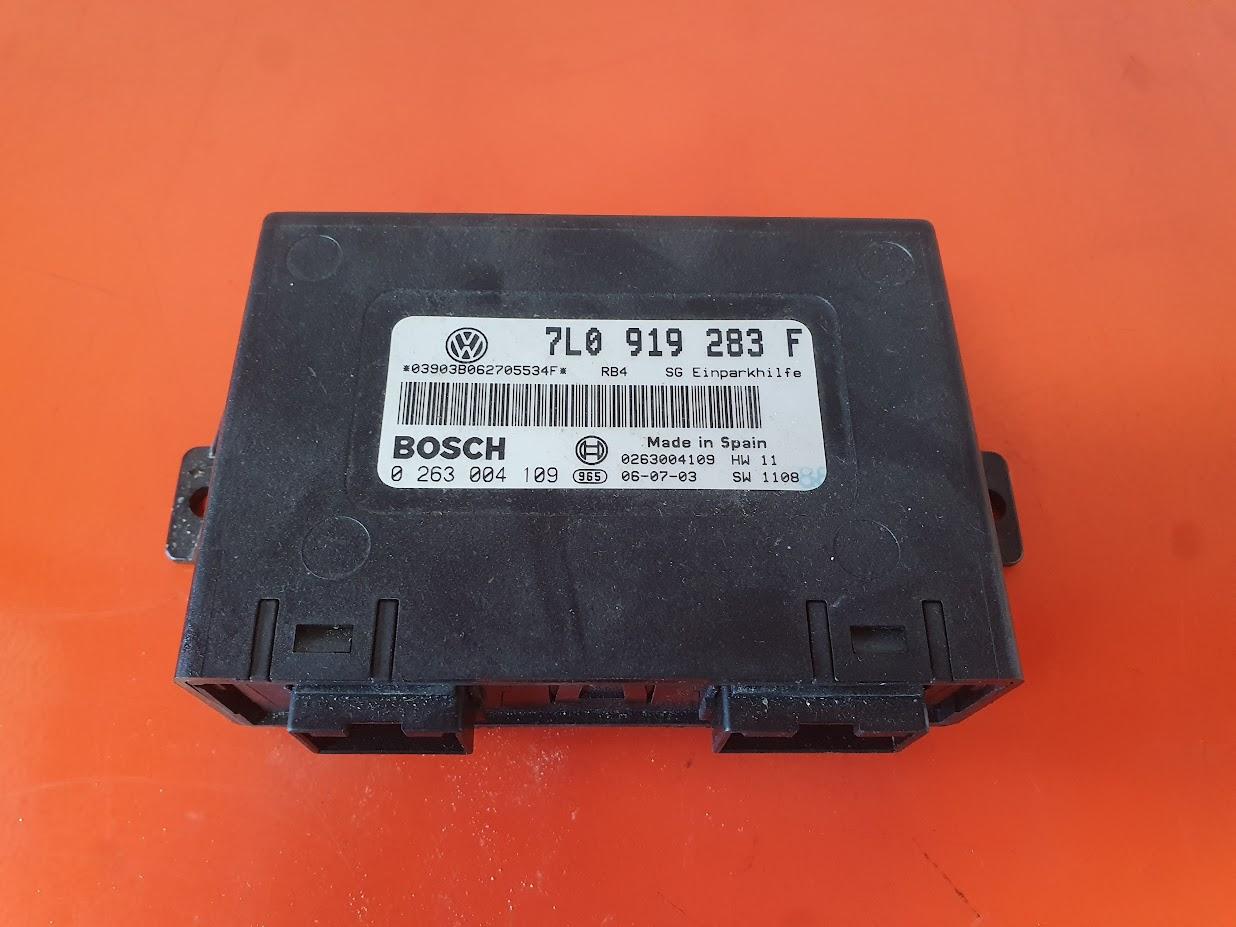 7L0 919 283 F
*03903B062705534F* RB4 SG Einparkhilfe
BOSCH
Made in Spain
0263004109 HW 11
0 263 004 109 965 06-07-03 SW 1108